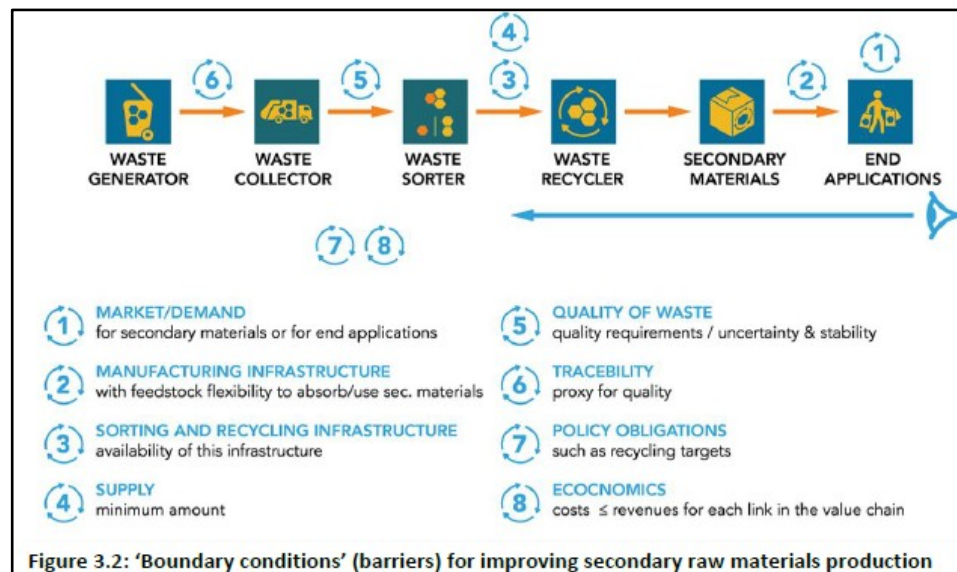 4
6
5
3
2
1
WASTE GENERATOR
WASTE COLLECTOR
WASTE SORTER
WASTE RECYCLER
SECONDARY MATERIALS
END APPLICATIONS
7 8
1 MARKET/DEMAND
for secondary materials or for end applications
2 MANUFACTURING INFRASTRUCTURE
with feedstock flexibility to absorb/use sec. materials
3 SORTING AND RECYCLING INFRASTRUCTURE
availability of this infrastructure
4 SUPPLY
minimum amount
5 QUALITY OF WASTE
quality requirements / uncertainty & stability
6 TRACEBILITY
proxy for quality
7 POLICY OBLIGATIONS
such as recycling targets
8 ECOCNOMICS
costs ≤ revenues for each link in the value chain
Figure 3.2: ‘Boundary conditions’ (barriers) for improving secondary raw materials production